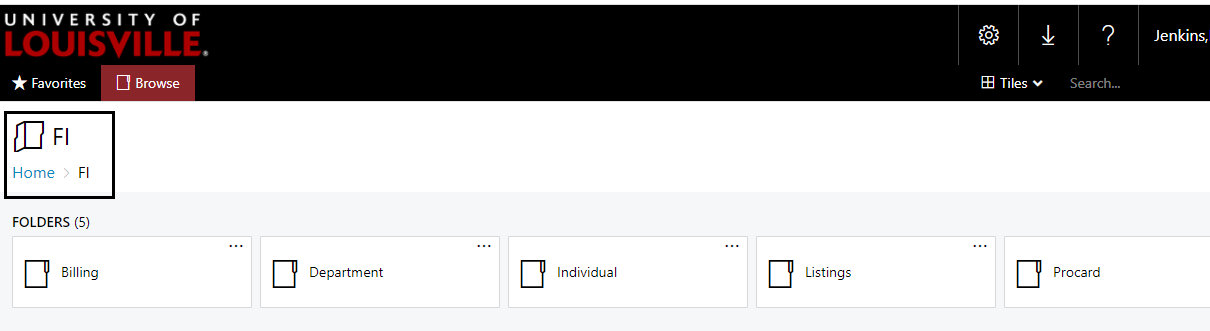 UNIVERSITY OF
LOUISVILLE®
Jenkins,
Favorites
Browse
Tiles
Search...
FI
Home > FI
FOLDERS (5)
Billing
Department
Individual
Listings
Procard